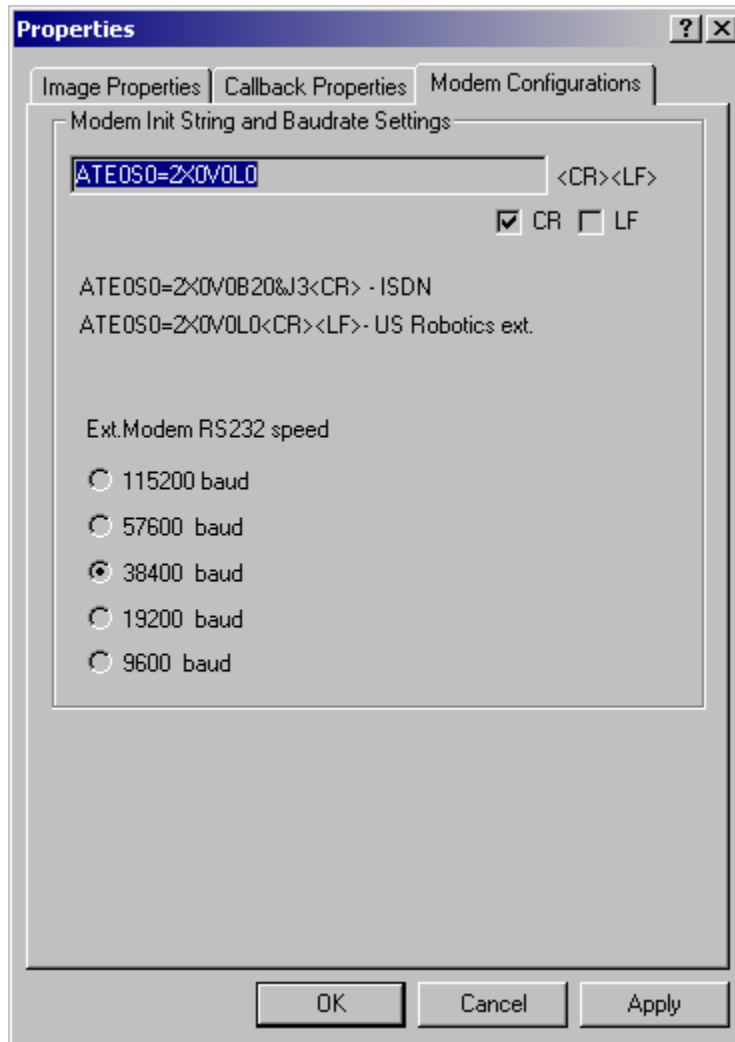 Properties
Image Properties Callback Properties Modem Configurations
Modem Init String and Baudrate Settings
ATE0S0=2X0V0L0 <CR><LF>
CR LF
ATE0S0=2X0V0B20&J3<CR> - ISDN
ATE0S0=2X0V0L0<CR><LF>- US Robotics ext.
Ext.Modem RS232 speed
115200 baud
57600 baud
38400 baud
19200 baud
9600 baud
OK Cancel Apply